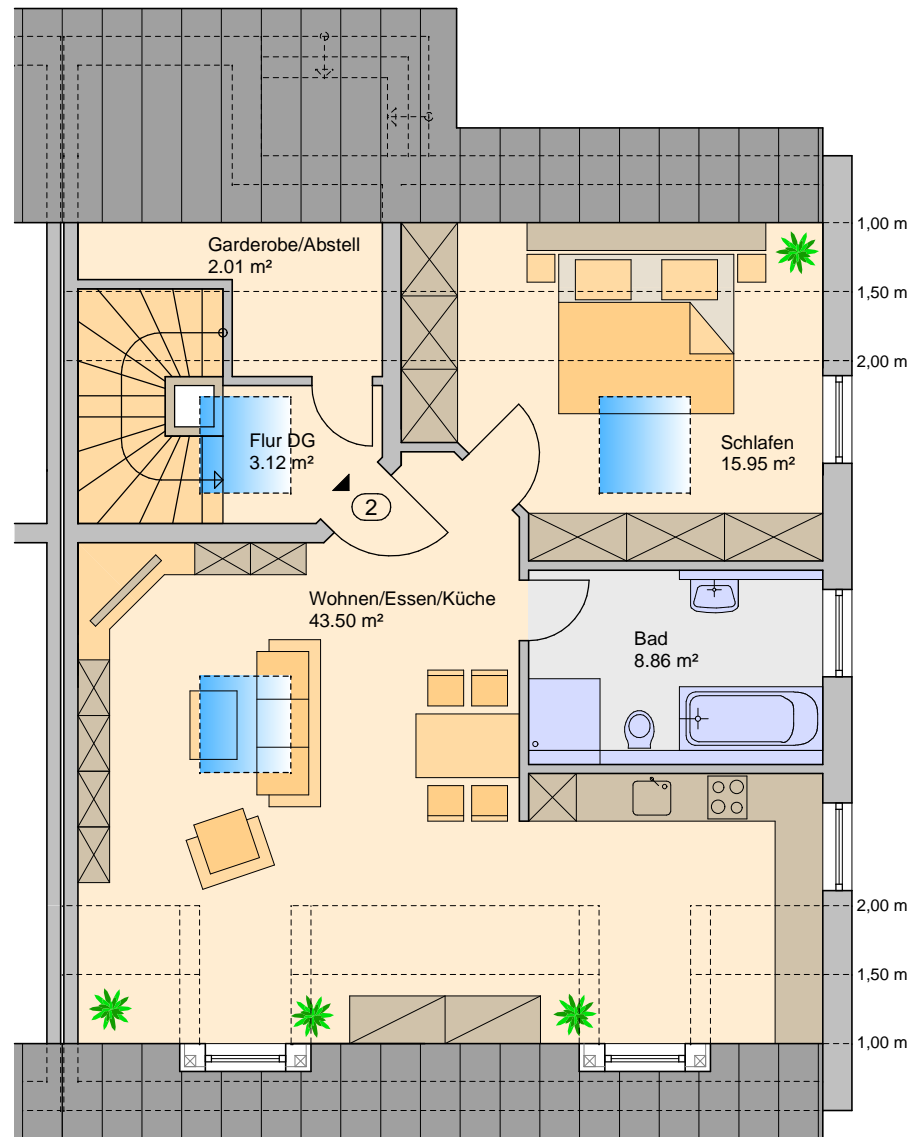 Garderobe/Abstell
2.01 m²
1,00 m
1,50 m
2,00 m
Flur DG
3.12 m²
Schlafen
15.95 m²
2
Wohnen/Essen/Küche
43.50 m²
Bad
8.86 m²
2,00 m
1,50 m
1,00 m